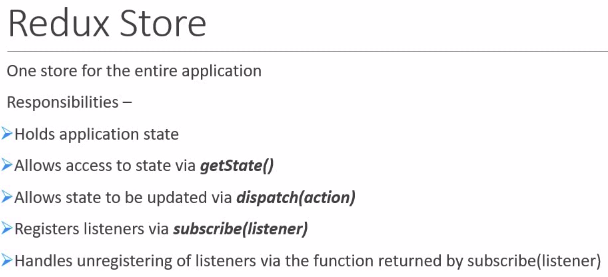 Redux Store
One store for the entire application
Responsibilities –
➤Holds application state
➤Allows access to state via getState()
➤Allows state to be updated via dispatch(action)
➤Registers listeners via subscribe(listener)
➤Handles unregistering of listeners via the function returned by subscribe(listener)